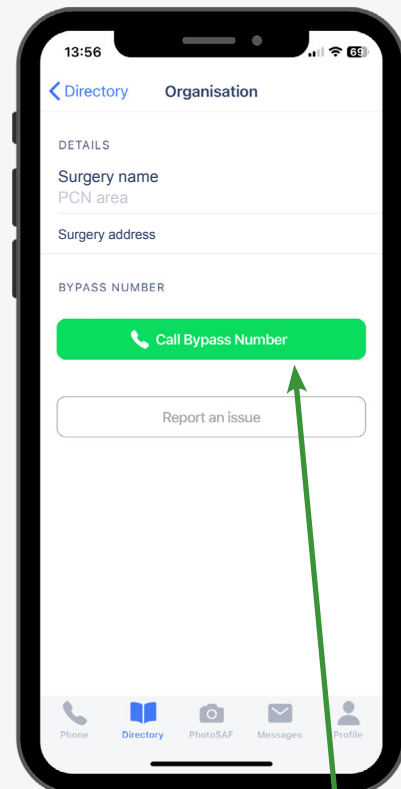 13:56
69
Directory
Organisation
DETAILS
Surgery name
PCN area
Surgery address
BYPASS NUMBER
Call Bypass Number
Report an issue
Phone
Directory
PhotoSAF
Messages
Profile